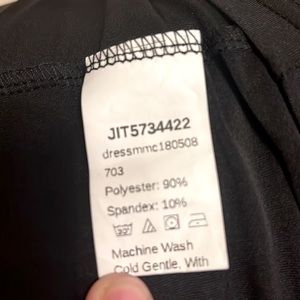 JIT5734422
dressmmc180508
703
Polyester: 90%
Spandex: 10%
Machine Wash
Cold Gentle, With